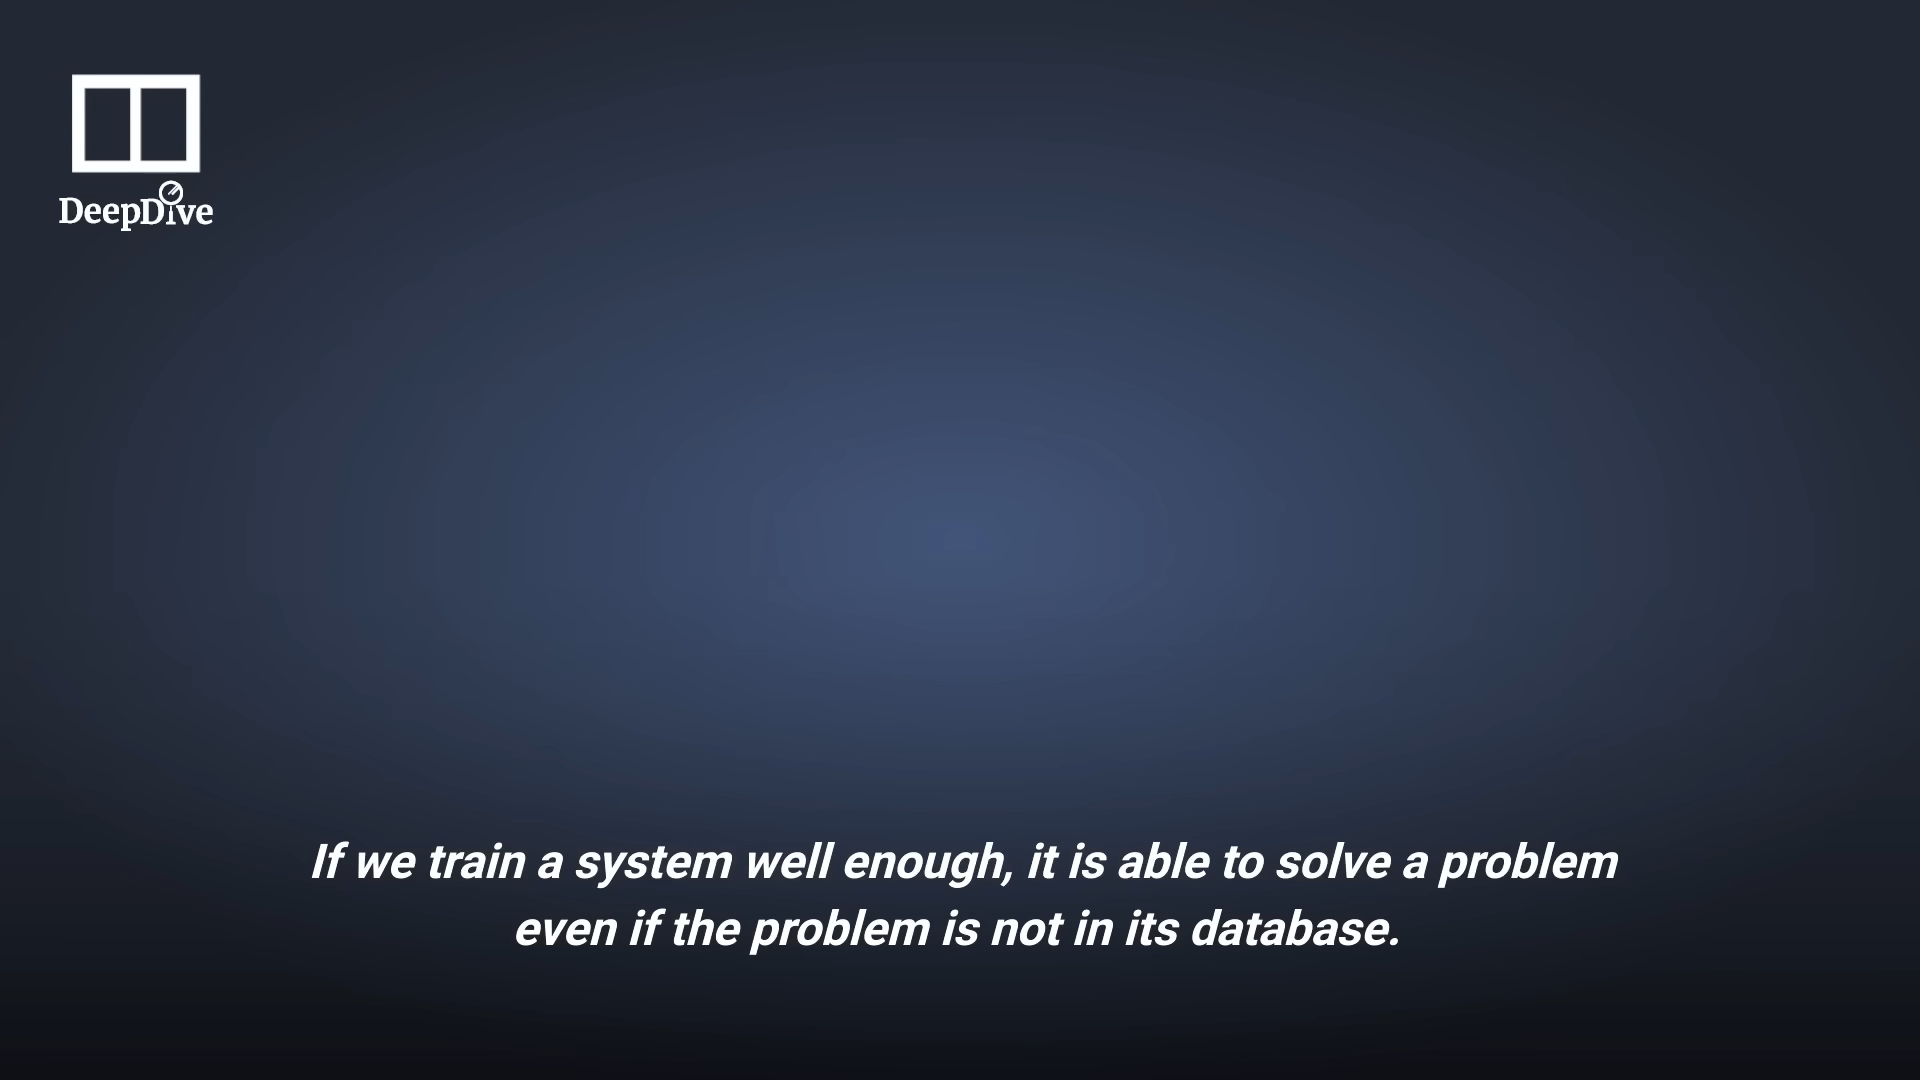 DeepDive
If we train a system well enough, it is able to solve a problem
even if the problem is not in its database.